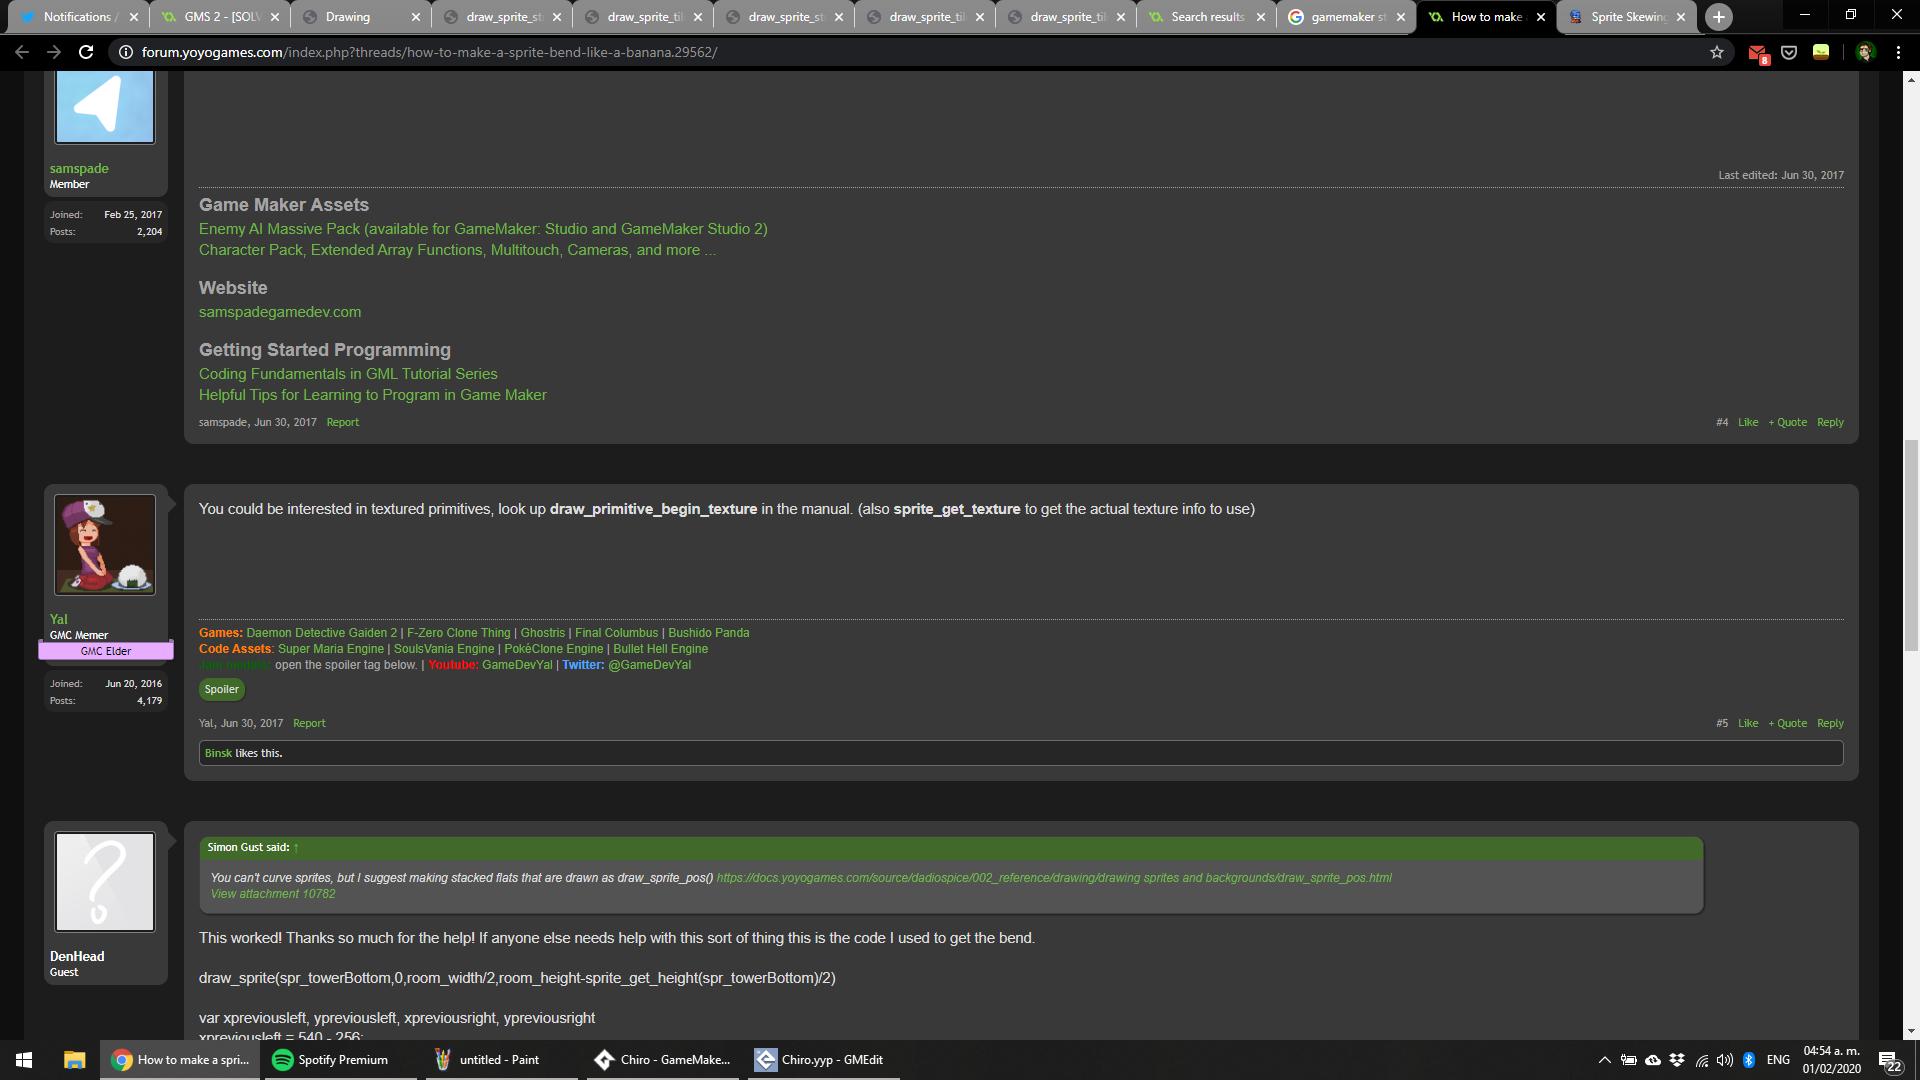 Notifications /
GMS 2 - [SOLV
Drawing
draw_sprite_st
draw_sprite_til
draw_sprite_st
draw_sprite_til
draw_sprite_til
Search results
gamemaker st
How to make
Sprite Skewing
forum.yoyogames.com/index.php?threads/how-to-make-a-sprite-bend-like-a-banana.29562/
8
samspade
Member
Joined: Feb 25, 2017
Posts: 2,204
Last edited: Jun 30, 2017
Game Maker Assets
Enemy AI Massive Pack (available for GameMaker: Studio and GameMaker Studio 2)
Character Pack, Extended Array Functions, Multitouch, Cameras, and more ...
Website
samspadegamedev.com
Getting Started Programming
Coding Fundamentals in GML Tutorial Series
Helpful Tips for Learning to Program in Game Maker
samspade, Jun 30, 2017 Report
#4 Like + Quote Reply
Yal
GMC Memer
GMC Elder
Joined: Jun 20, 2016
Posts: 4,179
You could be interested in textured primitives, look up draw_primitive_begin_texture in the manual. (also sprite_get_texture to get the actual texture info to use)
Games: Daemon Detective Gaiden 2 | F-Zero Clone Thing | Ghostris | Final Columbus | Bushido Panda
Code Assets: Super Maria Engine | SoulsVania Engine | PokéClone Engine | Bullet Hell Engine
open the spoiler tag below. | Youtube: GameDevYal | Twitter: @GameDevYal
Spoiler
Yal, Jun 30, 2017 Report
#5 Like + Quote Reply
Binsk likes this.
DenHead
Guest
Simon Gust said: ↑
You can't curve sprites, but I suggest making stacked flats that are drawn as draw_sprite_pos() https://docs.yoyogames.com/source/dadiospice/002_reference/drawing/drawing sprites and backgrounds/draw_sprite_pos.html
View attachment 10782
This worked! Thanks so much for the help! If anyone else needs help with this sort of thing this is the code I used to get the bend.
draw_sprite(spr_towerBottom,0,room_width/2,room_height-sprite_get_height(spr_towerBottom)/2)
var xpreviousleft, ypreviousleft, xpreviousright, ypreviousright
xpreviousleft = 540 - 256;
How to make a spri...
Spotify Premium
untitled - Paint
Chiro - GameMake...
Chiro.yyp - GMEdit
ENG
04:54 a. m.
01/02/2020
22